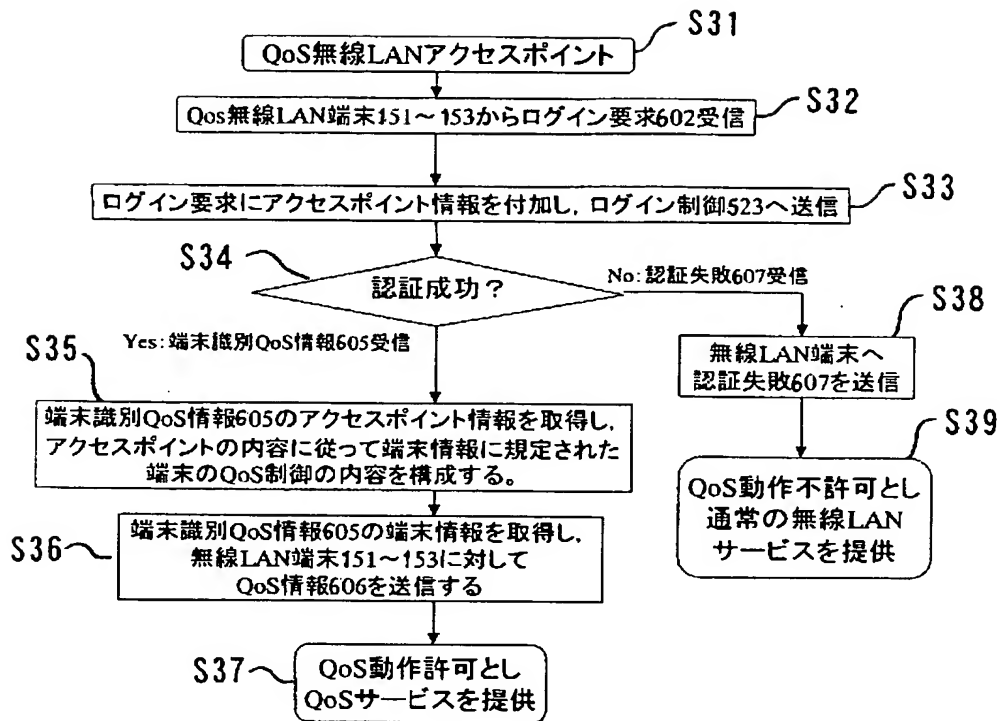 S31
QoS無線LANアクセスポイント
S32
Qos無線LAN端末151～153からログイン要求602受信
S33
ログイン要求にアクセスポイント情報を付加し，ログイン制御523へ送信
S34
認証成功？
No：認証失敗607受信
Yes：端末識別QoS情報605受信
S38
無線LAN端末へ
認証失敗607を送信
S35
端末識別QoS情報605のアクセスポイント情報を取得し，
アクセスポイントの内容に従って端末情報に規定された
端末のQoS制御の内容を構成する。
S39
QoS動作不許可とし
通常の無線LAN
サービスを提供
S36
端末識別QoS情報605の端末情報を取得し，
無線LAN端末151～153に対して
QoS情報606を送信する
S37
QoS動作許可とし
QoSサービスを提供